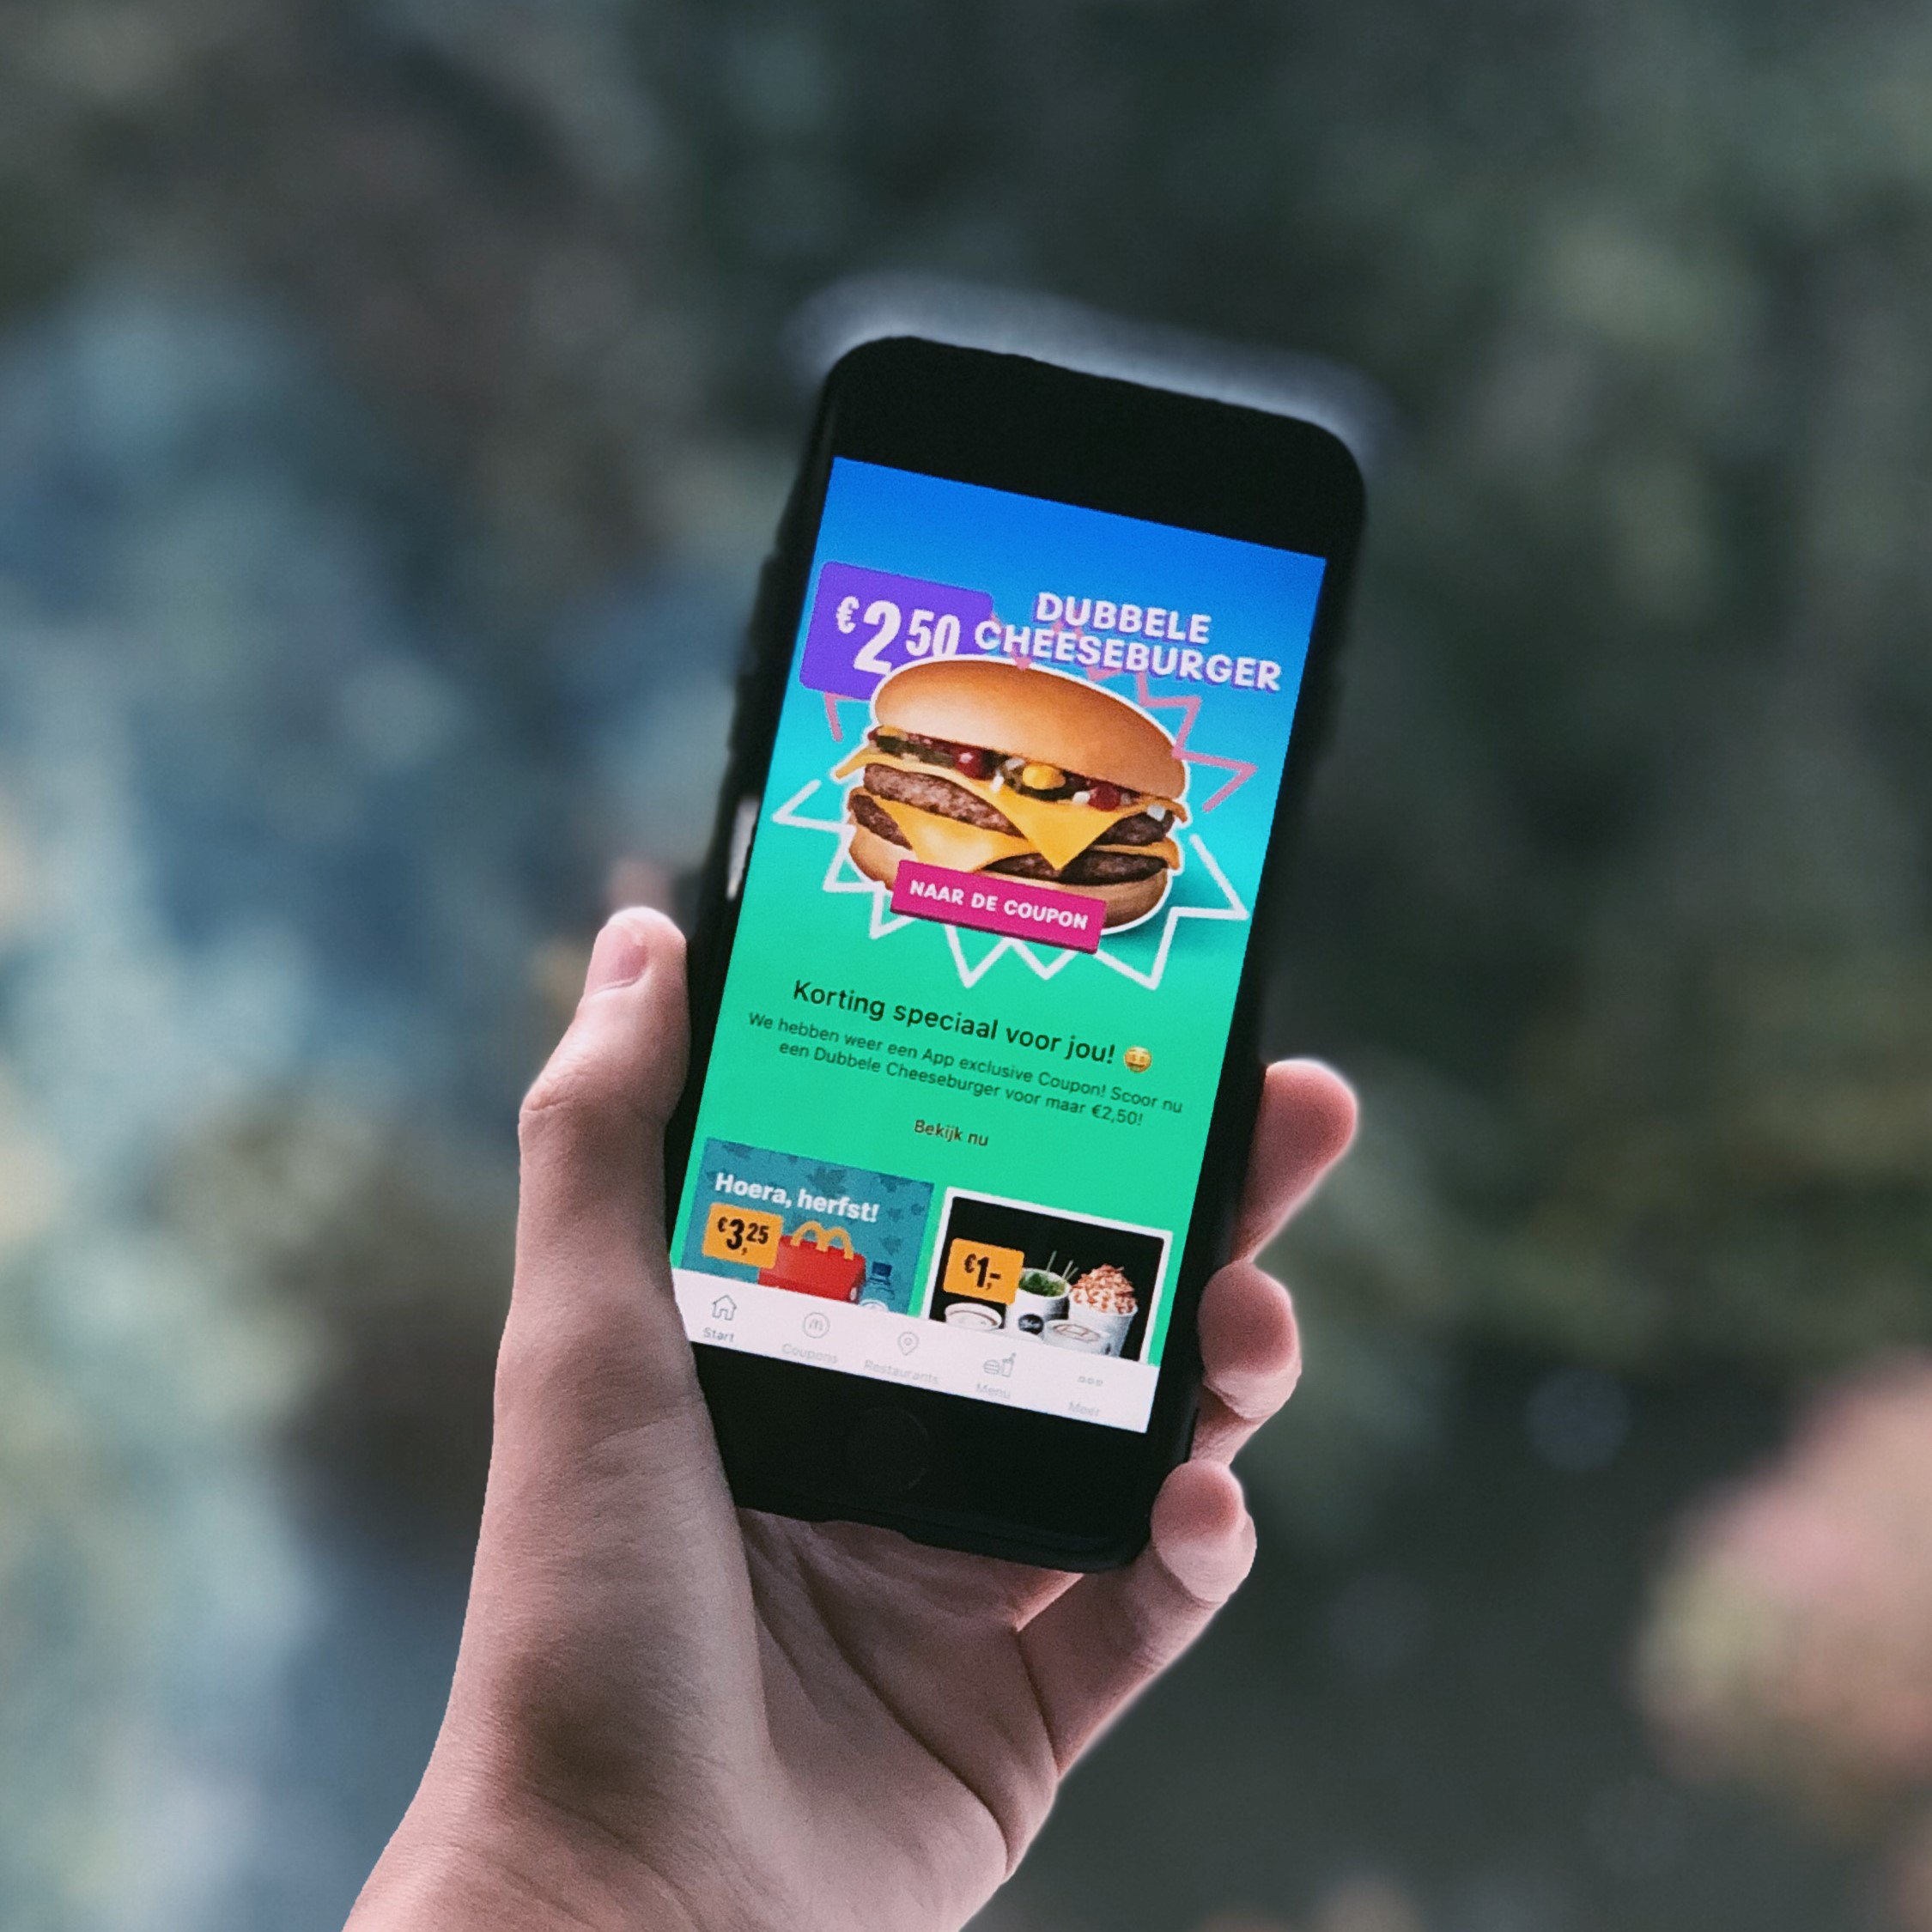 €2.50
DUBBELE
CHEESEBURGER
NAAR DE COUPON
Korting speciaal voor jou! 🤑
We hebben weer een App exclusive Coupon! Scoor nu
een Dubbele Cheeseburger voor maar €2,50!
Bekijk nu
Hoera, herfst!
€3,25
€1,-
Start
Coupons
Restaurants
Menu
Meer